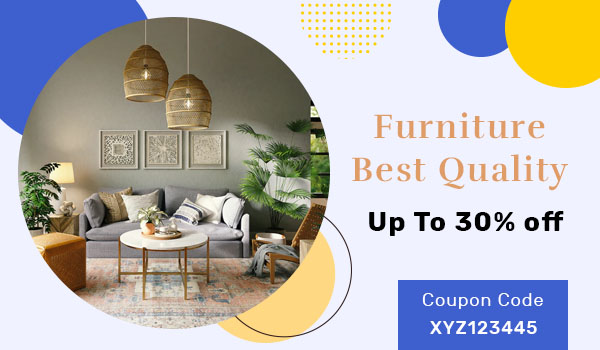 Furniture
Best Quality
Up To 30% off
Coupon Code
XYZ123445